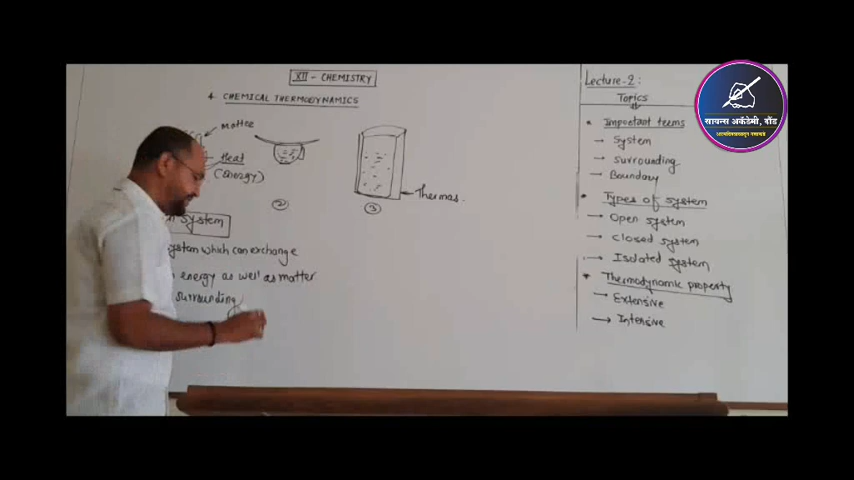 XII - CHEMISTRY
4. CHEMICAL THERMODYNAMICS
matter
Heat
(Energy)
②
③
Thermas.
System
system which can exchange
energy as well as matter
surrounding
Lecture-2:
Topics
Important terms
→ System
→ Surrounding
→ Boundary
Types of system
→ Open system
→ Closed system
→ Isolated system
Thermodynamic property
→ Extensive
→ Intensive
सायन्स अकॅडेमी, दौंड